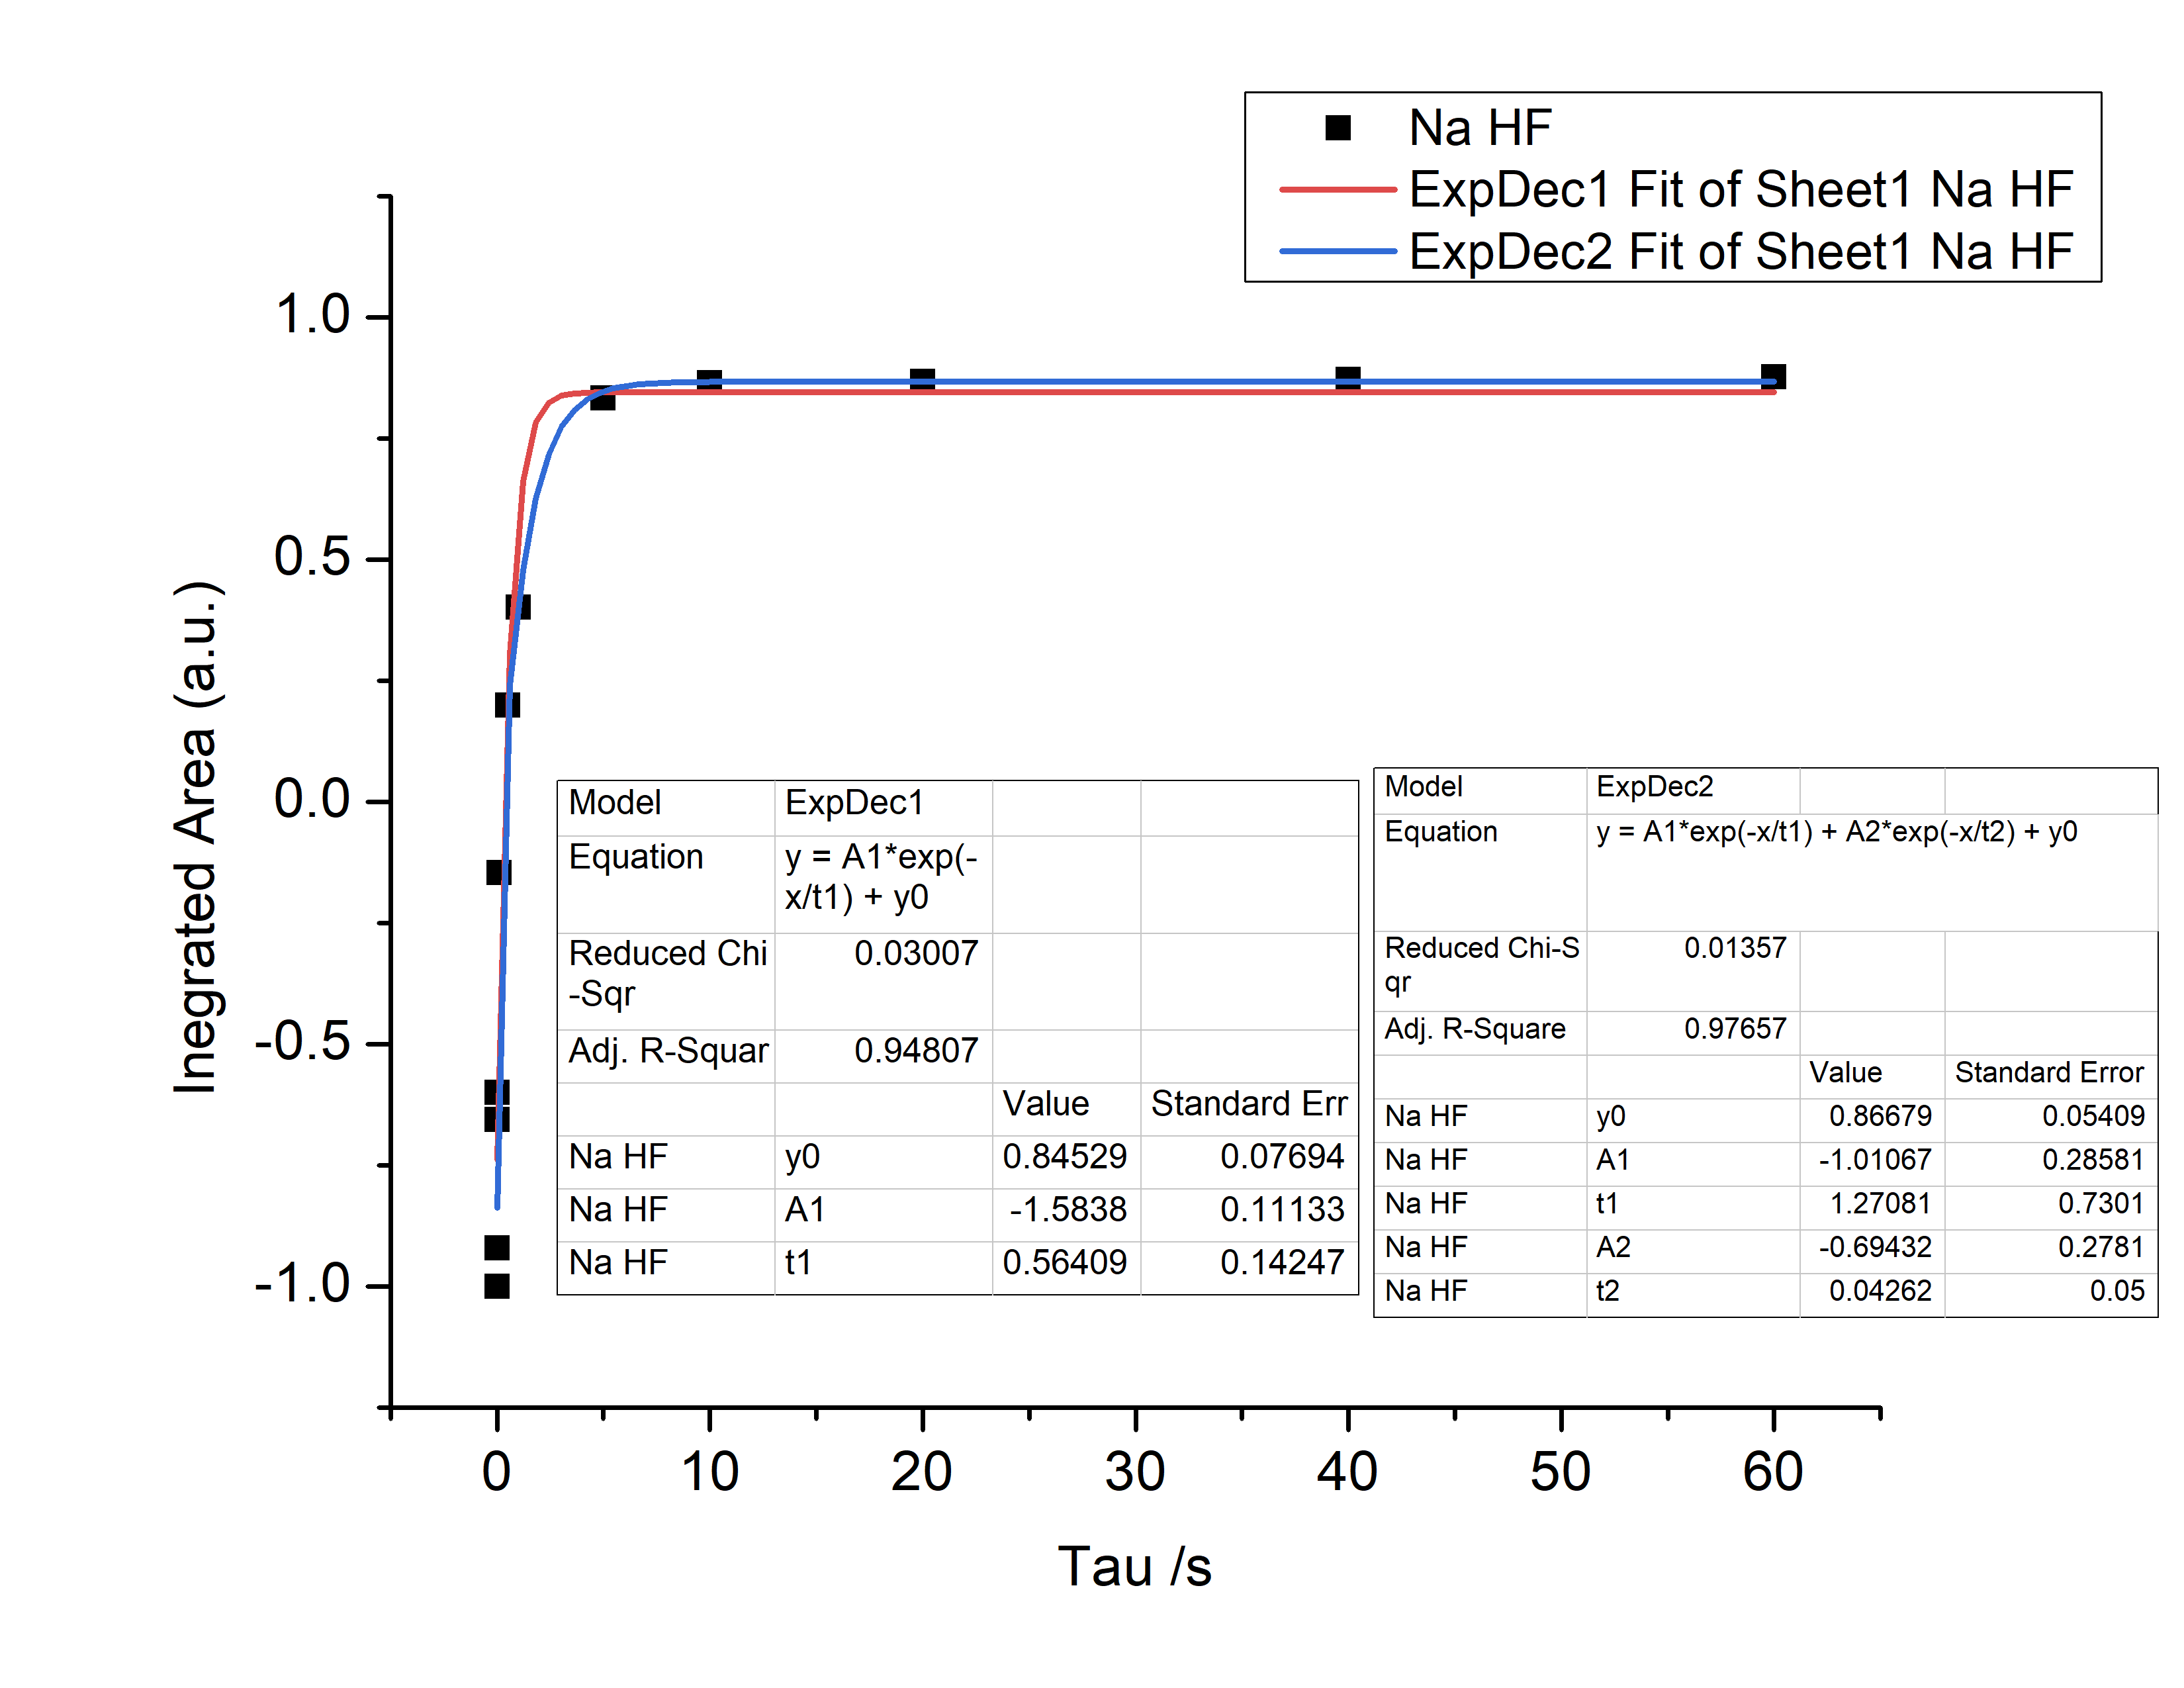 Na HF
ExpDec1 Fit of Sheet1 Na HF
ExpDec2 Fit of Sheet1 Na HF
1.0
0.5
0.0
-0.5
-1.0
Inegrated Area (a.u.)
0 10 20 30 40 50 60
Tau /s
Model ExpDec1
Equation y = A1*exp(-
x/t1) + y0
Reduced Chi 0.03007
-Sqr
Adj. R-Squar 0.94807
Value Standard Err
Na HF y0 0.84529 0.07694
Na HF A1 -1.5838 0.11133
Na HF t1 0.56409 0.14247
Model ExpDec2
Equation y = A1*exp(-x/t1) + A2*exp(-x/t2) + y0
Reduced Chi-S 0.01357
qr
Adj. R-Square 0.97657
Value Standard Error
Na HF y0 0.86679 0.05409
Na HF A1 -1.01067 0.28581
Na HF t1 1.27081 0.7301
Na HF A2 -0.69432 0.2781
Na HF t2 0.04262 0.05